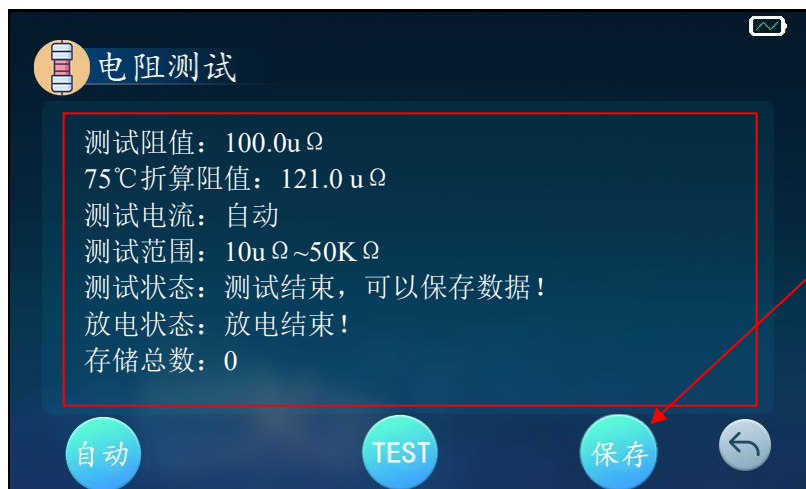 电阻测试
测试阻值：100.0uΩ
75℃折算阻值：121.0 uΩ
测试电流：自动
测试范围：10uΩ~50KΩ
测试状态：测试结束，可以保存数据！
放电状态：放电结束！
存储总数：0
自动
TEST
保存